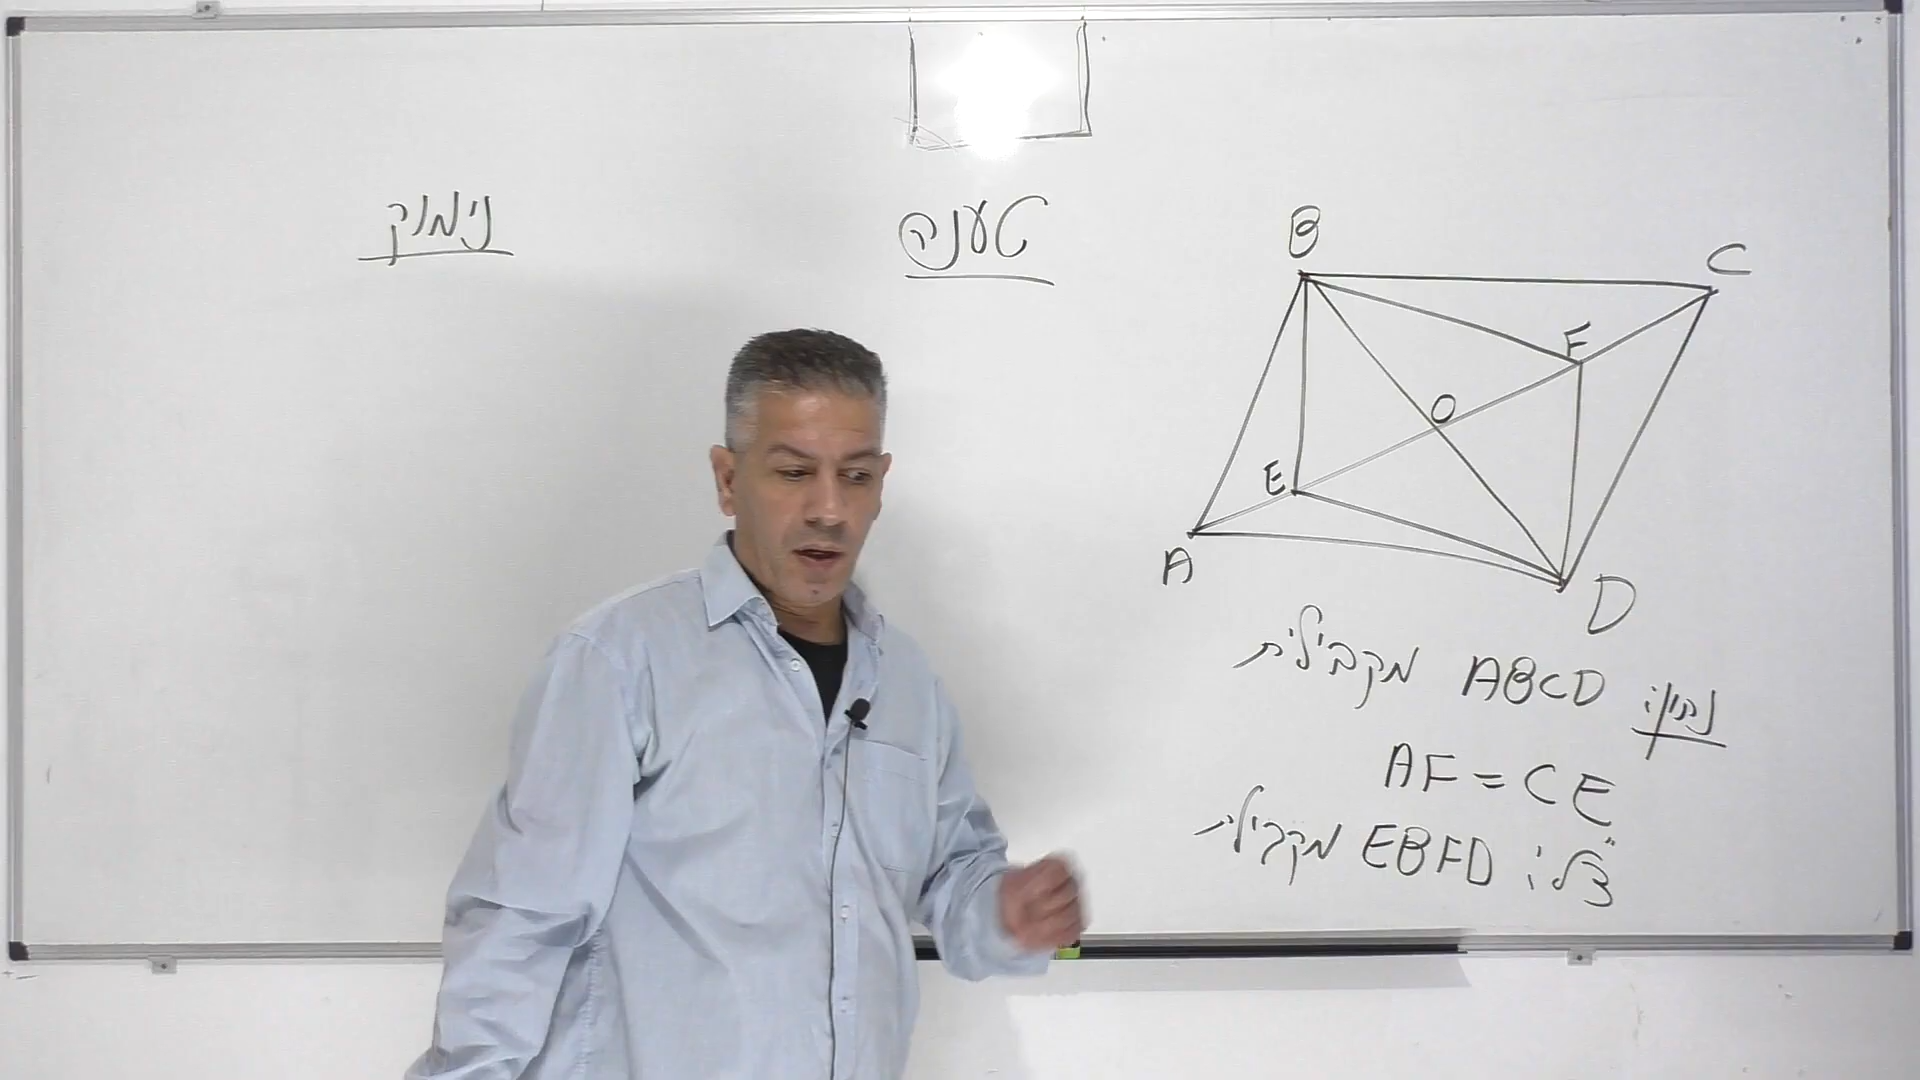 טענה
נימוק
B
C
F
O
E
A
D
נתון: ABCD מקבילית
AF = CE
צ"ל: EBFD מקבילית